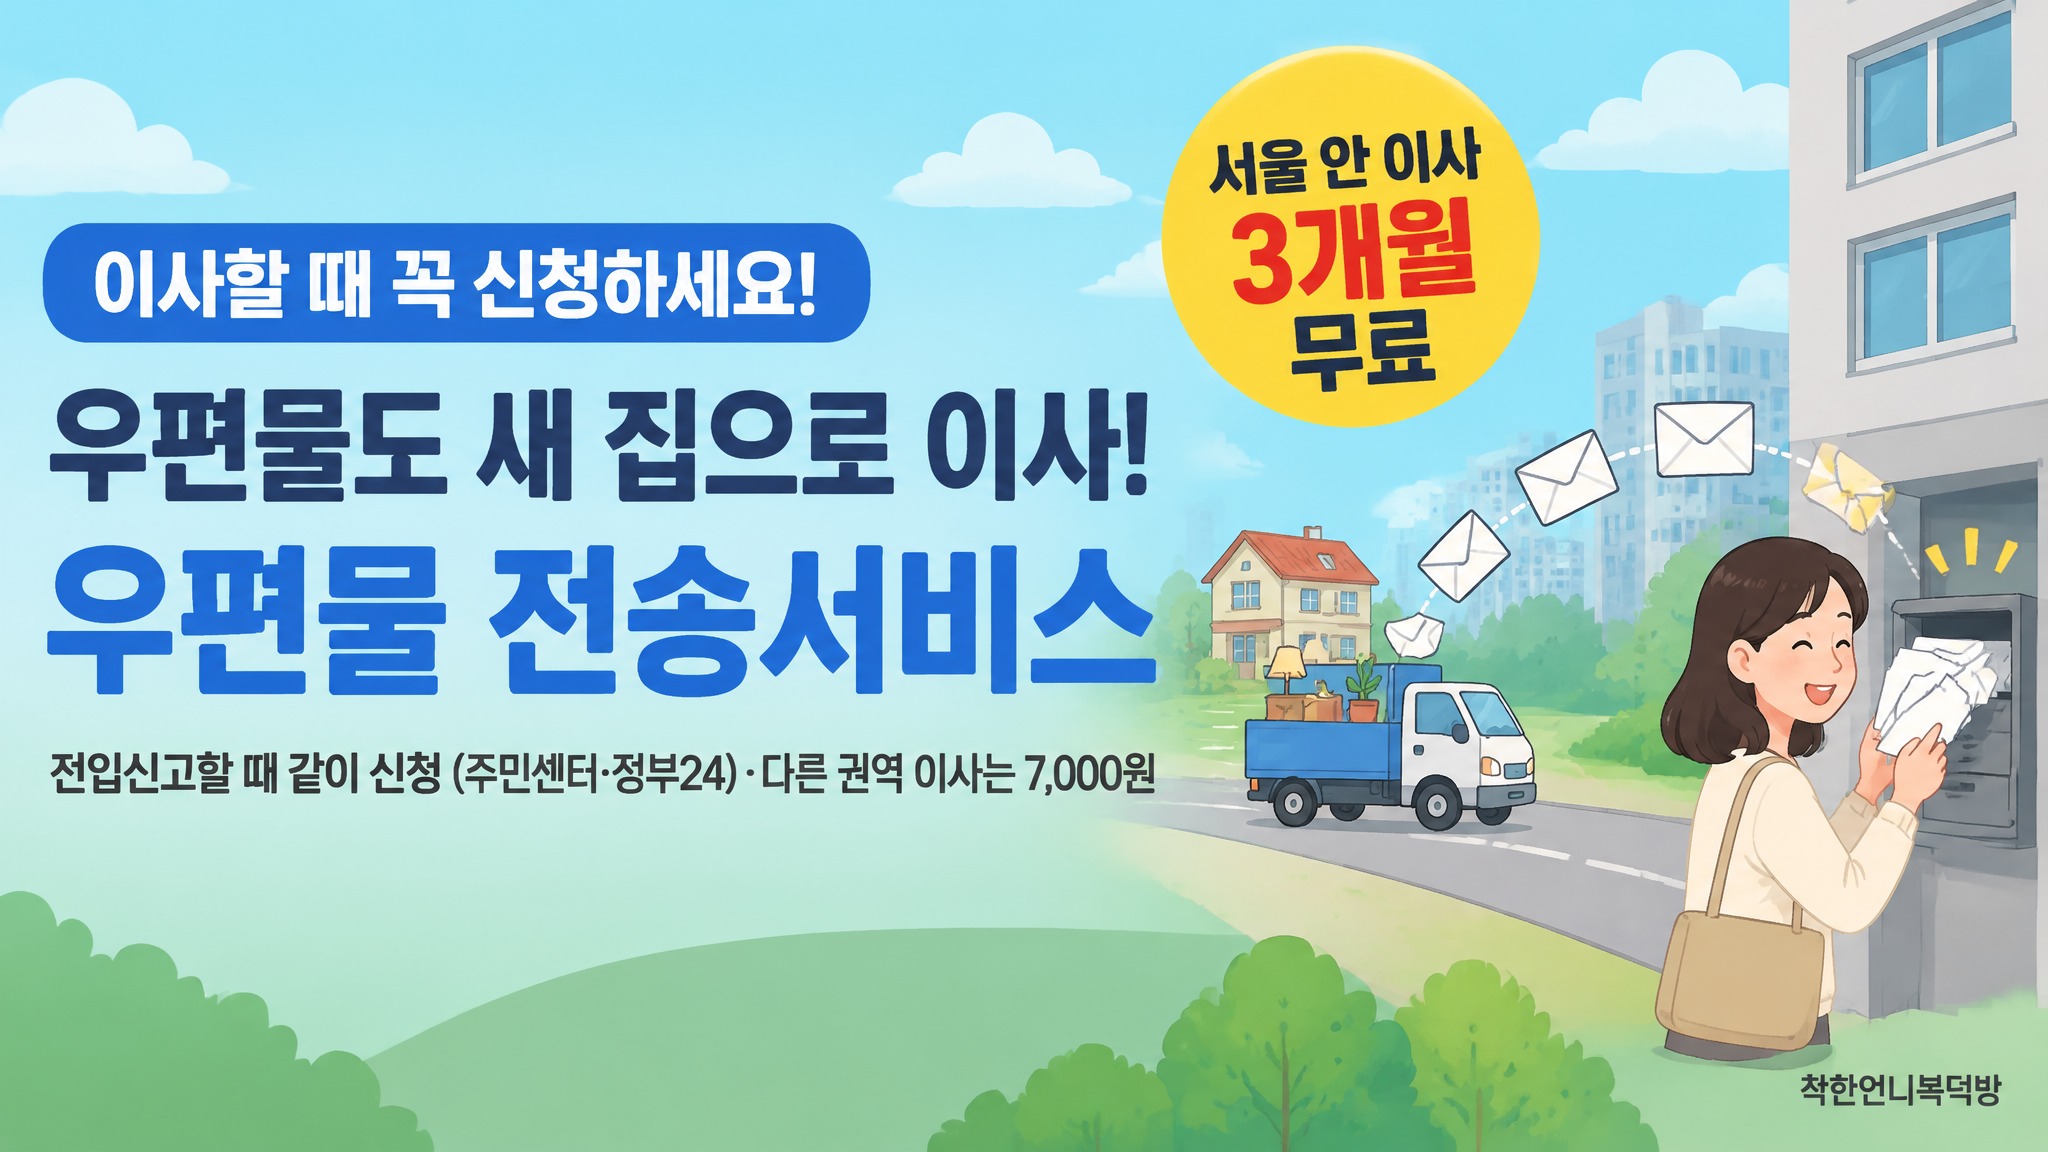 이사할 때 꼭 신청하세요!
우편물도 새 집으로 이사!
우편물 전송서비스
전입신고할 때 같이 신청 (주민센터·정부24) · 다른 권역 이사는 7,000원
서울 안 이사
3개월
무료
착한언니복덕방